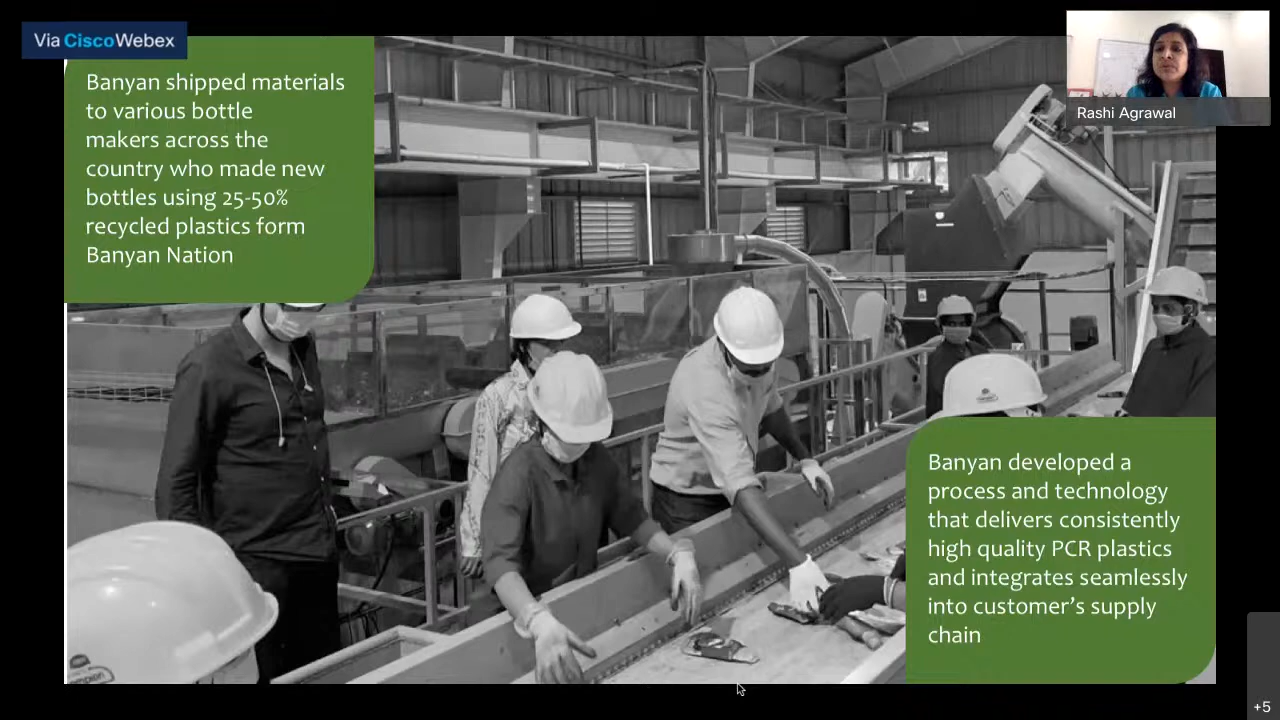 Via CiscoWebex
Banyan shipped materials
to various bottle
makers across the
country who made new
bottles using 25-50%
recycled plastics form
Banyan Nation
Rashi Agrawal
Banyan developed a
process and technology
that delivers consistently
high quality PCR plastics
and integrates seamlessly
into customer’s supply
chain
+5